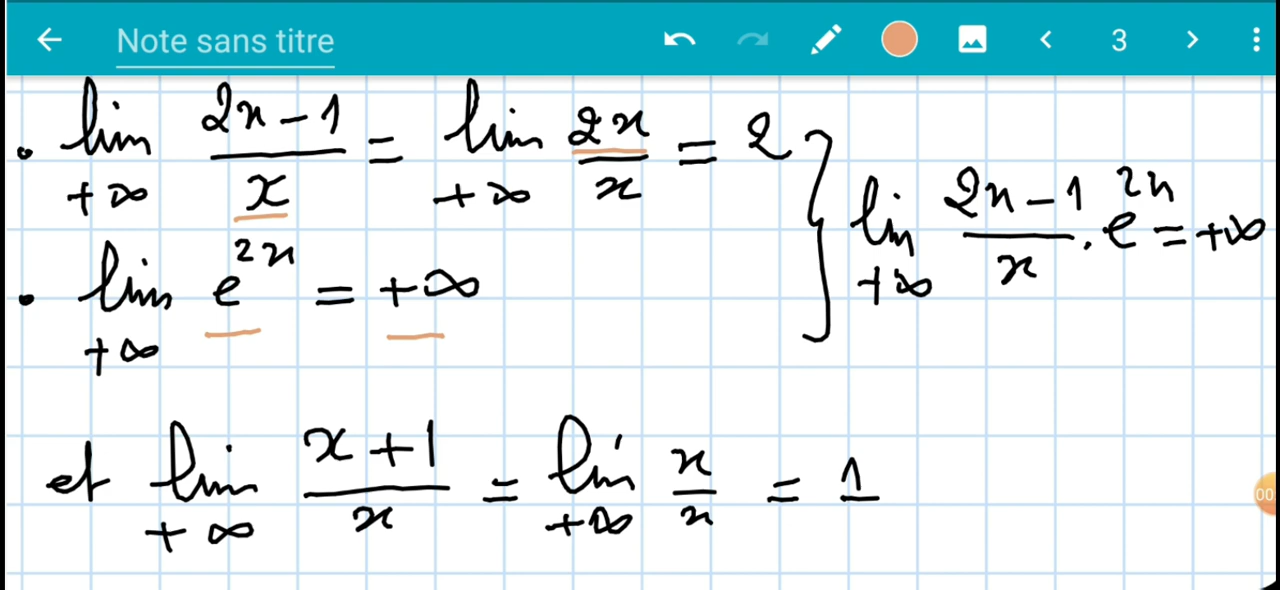 Note sans titre 3
. lim +∞ (2x-1)/x = lim +∞ 2x/x = 2
. lim +∞ e^2x = +∞
} lim +∞ (2x-1)/x . e^2x = +∞
et lim +∞ (x+1)/x = lim +∞ x/x = 1
00